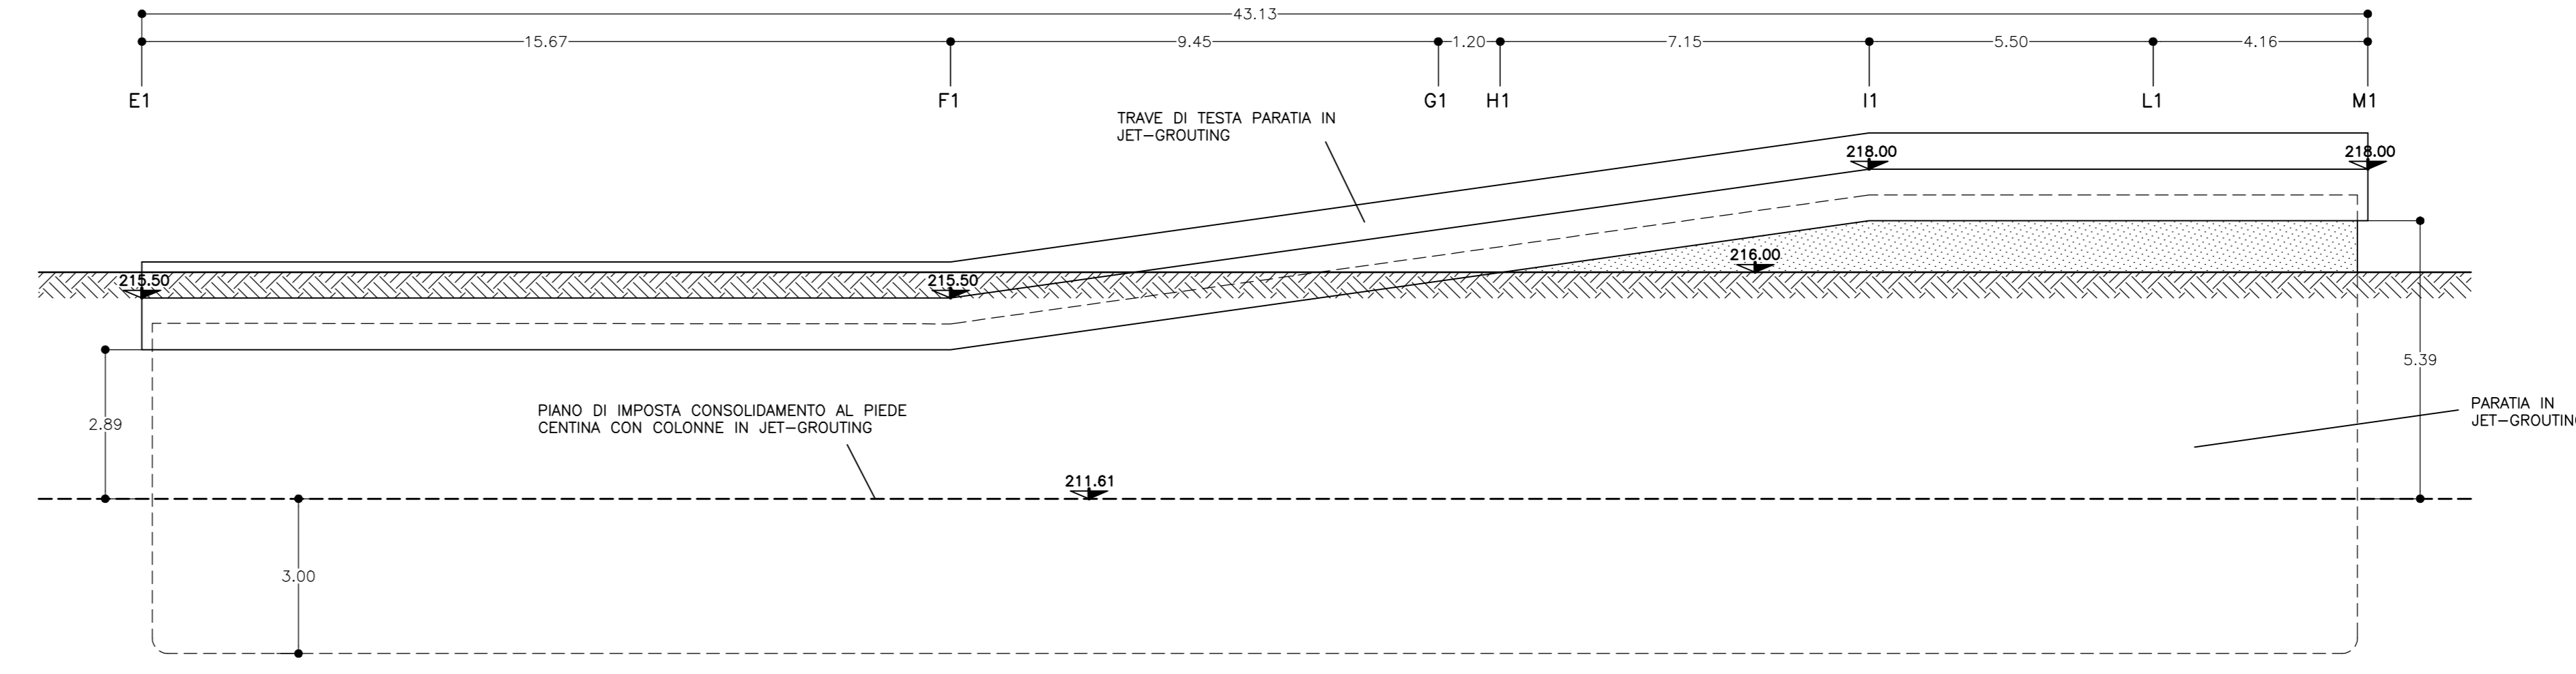 43.13
15.67 9.45 1.20 7.15 5.50 4.16
E1 F1 G1 H1 I1 L1 M1
TRAVE DI TESTA PARATIA IN
JET-GROUTING
218.00 218.00
216.00
215.50 215.50
5.39
PARATIA IN
JET-GROUTING
PIANO DI IMPOSTA CONSOLIDAMENTO AL PIEDE
CENTINA CON COLONNE IN JET-GROUTING
2.89
211.61
3.00